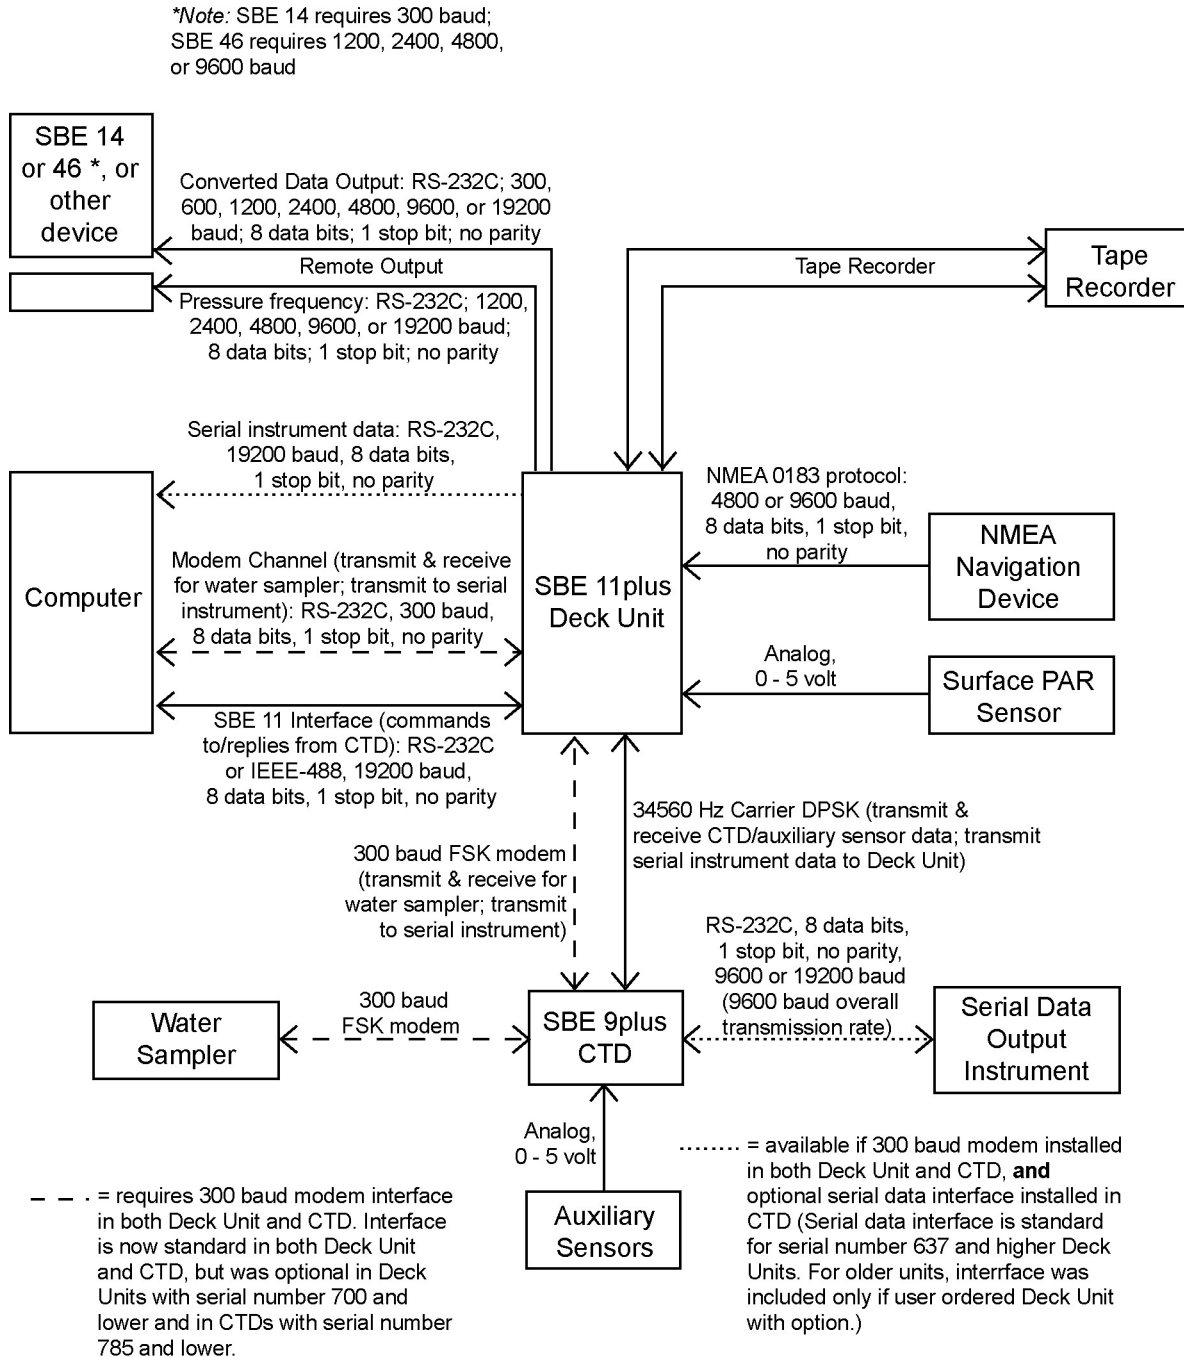 *Note: SBE 14 requires 300 baud;
SBE 46 requires 1200, 2400, 4800,
or 9600 baud
SBE 14
or 46 *, or
other
device
Converted Data Output: RS-232C; 300,
600, 1200, 2400, 4800, 9600, or 19200
baud; 8 data bits; 1 stop bit; no parity
Remote Output
Pressure frequency: RS-232C; 1200,
2400, 4800, 9600, or 19200 baud;
8 data bits; 1 stop bit; no parity
Tape Recorder
Tape
Recorder
Serial instrument data: RS-232C,
19200 baud, 8 data bits,
1 stop bit, no parity
Computer
Modem Channel (transmit & receive
for water sampler; transmit to serial
instrument): RS-232C, 300 baud,
8 data bits, 1 stop bit, no parity
SBE 11 Interface (commands
to/replies from CTD): RS-232C
or IEEE-488, 19200 baud,
8 data bits, 1 stop bit, no parity
SBE 11plus
Deck Unit
NMEA 0183 protocol:
4800 or 9600 baud,
8 data bits, 1 stop bit,
no parity
NMEA
Navigation
Device
Analog,
0 - 5 volt
Surface PAR
Sensor
300 baud FSK modem
(transmit & receive for
water sampler; transmit
to serial instrument)
34560 Hz Carrier DPSK (transmit &
receive CTD/auxiliary sensor data; transmit
serial instrument data to Deck Unit)
RS-232C, 8 data bits,
1 stop bit, no parity,
9600 or 19200 baud
(9600 baud overall
transmission rate)
Water
Sampler
300 baud
FSK modem
SBE 9plus
CTD
Serial Data
Output
Instrument
Analog,
0 - 5 volt
Auxiliary
Sensors
= requires 300 baud modem interface
in both Deck Unit and CTD. Interface
is now standard in both Deck Unit
and CTD, but was optional in Deck
Units with serial number 700 and
lower and in CTDs with serial number
785 and lower.
= available if 300 baud modem installed
in both Deck Unit and CTD, and
optional serial data interface installed in
CTD (Serial data interface is standard
for serial number 637 and higher Deck
Units. For older units, interrface was
included only if user ordered Deck Unit
with option.)